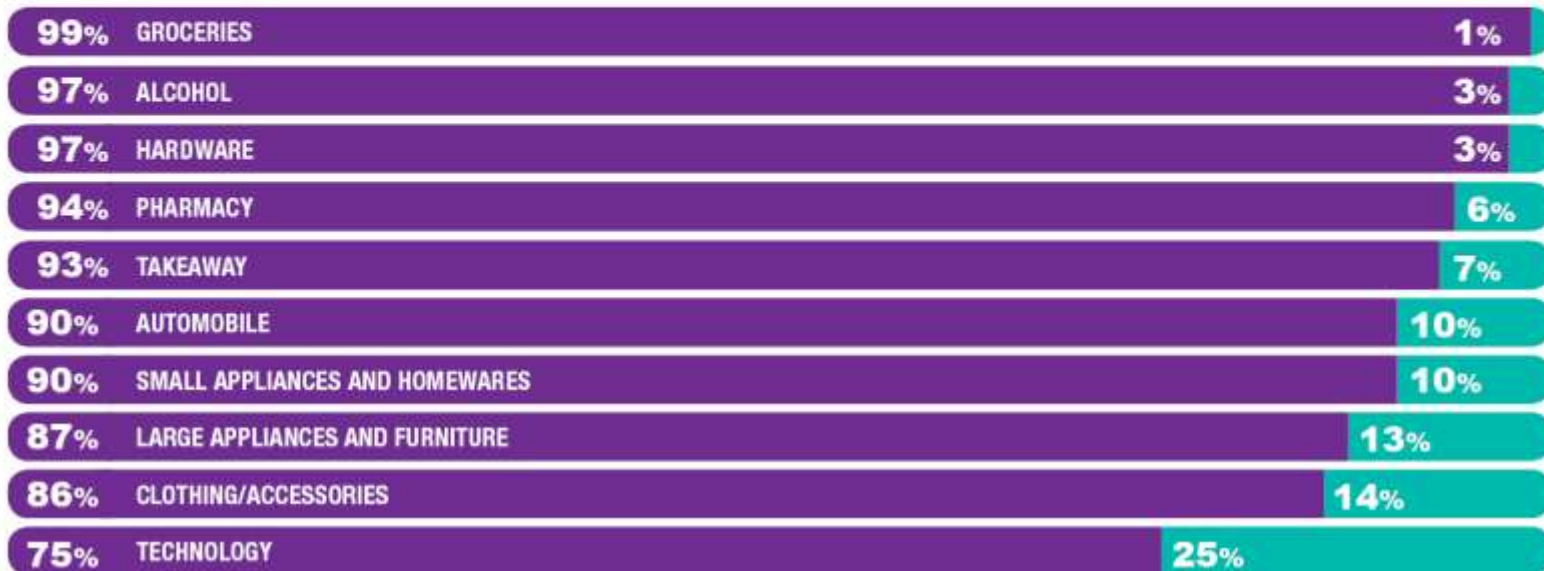 99% GROCERIES 1%
97% ALCOHOL 3%
97% HARDWARE 3%
94% PHARMACY 6%
93% TAKEAWAY 7%
90% AUTOMOBILE 10%
90% SMALL APPLIANCES AND HOMEWARES 10%
87% LARGE APPLIANCES AND FURNITURE 13%
86% CLOTHING/ACCESSORIES 14%
75% TECHNOLOGY 25%